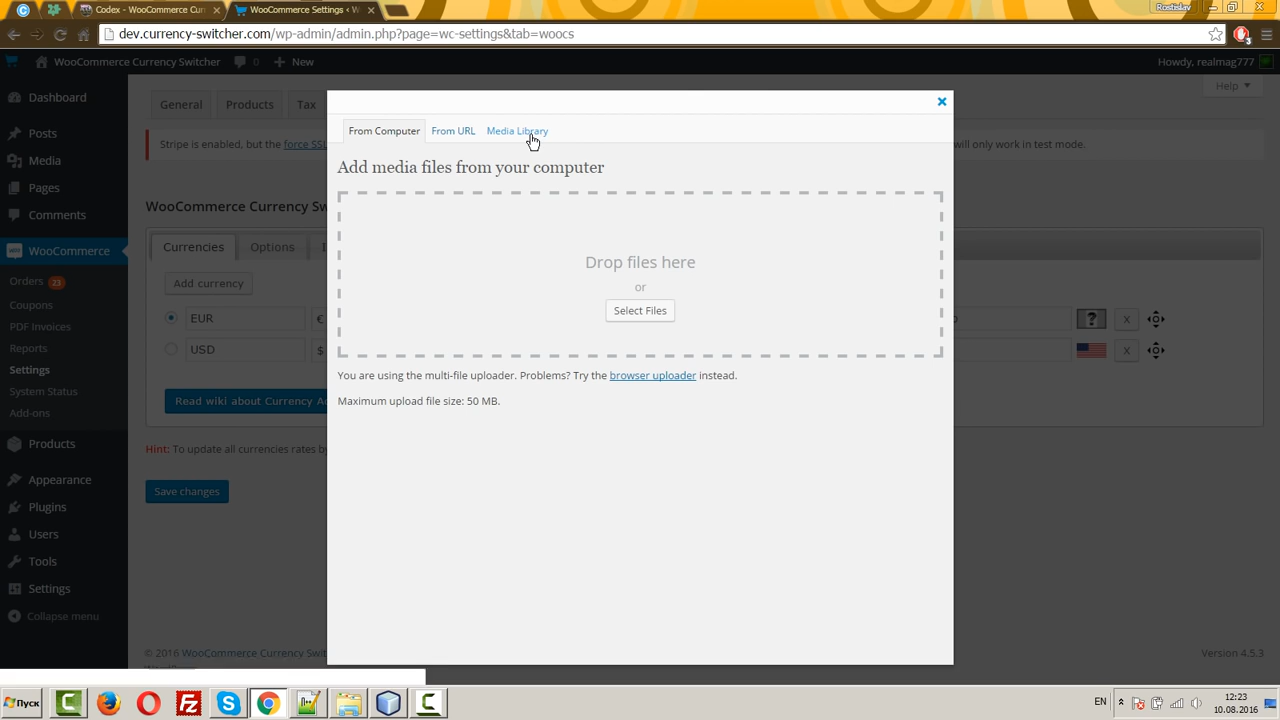 Codex - WooCommerce Cur
WooCommerce Settings ‹ W
Rostislav
dev.currency-switcher.com/wp-admin/admin.php?page=wc-settings&tab=woocs
3
WooCommerce Currency Switcher
0
+ New
Howdy, realmag777
Dashboard
Posts
Media
Pages
Comments
WooCommerce
Orders 23
Coupons
PDF Invoices
Reports
Settings
System Status
Add-ons
Products
Appearance
Plugins
Users
Tools
Settings
Collapse menu
General
Products
Tax
Help
Stripe is enabled, but the force SS
will only work in test mode.
WooCommerce Currency Sw
Currencies
Options
Add currency
EUR
€
?
X
USD
$
X
Read wiki about Currency A
Hint: To update all currencies rates by
Save changes
© 2016 WooCommerce Currency Swit
Version 4.5.3
From Computer
From URL
Media Library
Add media files from your computer
Drop files here
or
Select Files
You are using the multi-file uploader. Problems? Try the browser uploader instead.
Maximum upload file size: 50 MB.
Пуск
EN
12:23
10.08.2016